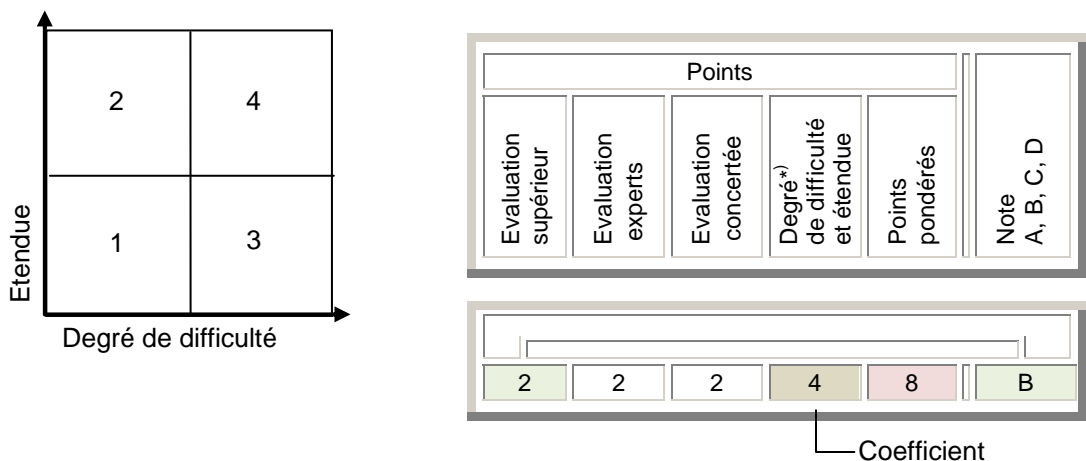 2 4
1 3
Etendue
Degré de difficulté
Points
Evaluation
supérieur
Evaluation
experts
Evaluation
concertée
Degré*)
de difficulté
et étendue
Points
pondérés
Note
A, B, C, D
2 2 2 4 8 B
Coefficient